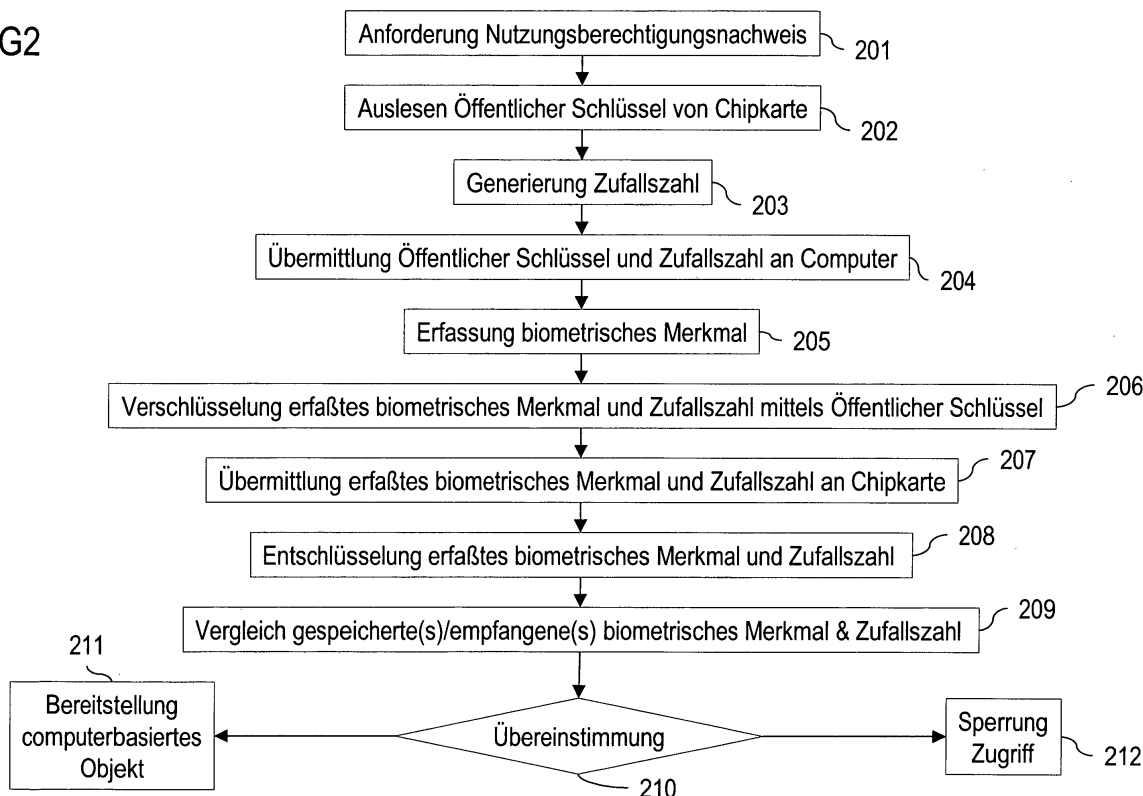 G2
Anforderung Nutzungsberechtigungsnachweis
201
Auslesen Öffentlicher Schlüssel von Chipkarte
202
Generierung Zufallszahl
203
Übermittlung Öffentlicher Schlüssel und Zufallszahl an Computer
204
Erfassung biometrisches Merkmal
205
206
Verschlüsselung erfaßtes biometrisches Merkmal und Zufallszahl mittels Öffentlicher Schlüssel
207
Übermittlung erfaßtes biometrisches Merkmal und Zufallszahl an Chipkarte
Entschlüsselung erfaßtes biometrisches Merkmal und Zufallszahl
208
209
Vergleich gespeicherte(s)/empfangene(s) biometrisches Merkmal & Zufallszahl
211
Bereitstellung
computerbasiertes
Objekt
Übereinstimmung
210
Sperrung
Zugriff
212